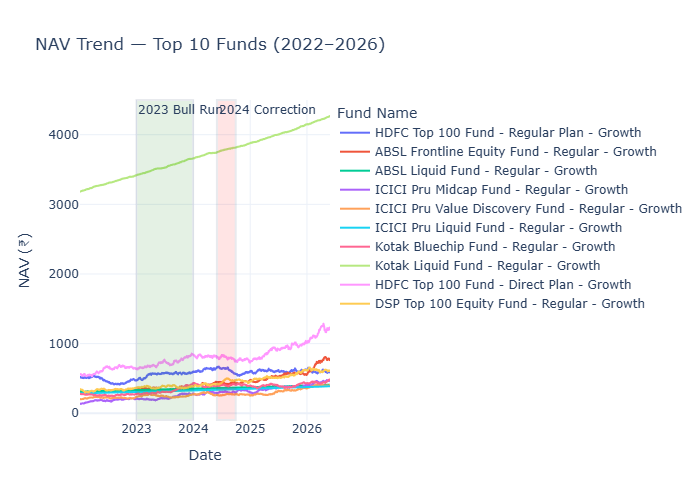 NAV Trend — Top 10 Funds (2022–2026)
2023 Bull Run
2024 Correction
Fund Name
HDFC Top 100 Fund - Regular Plan - Growth
ABSL Frontline Equity Fund - Regular - Growth
ABSL Liquid Fund - Regular - Growth
ICICI Pru Midcap Fund - Regular - Growth
ICICI Pru Value Discovery Fund - Regular - Growth
ICICI Pru Liquid Fund - Regular - Growth
Kotak Bluechip Fund - Regular - Growth
Kotak Liquid Fund - Regular - Growth
HDFC Top 100 Fund - Direct Plan - Growth
DSP Top 100 Equity Fund - Regular - Growth
NAV (₹)
4000
3000
2000
1000
0
2023 2024 2025 2026
Date